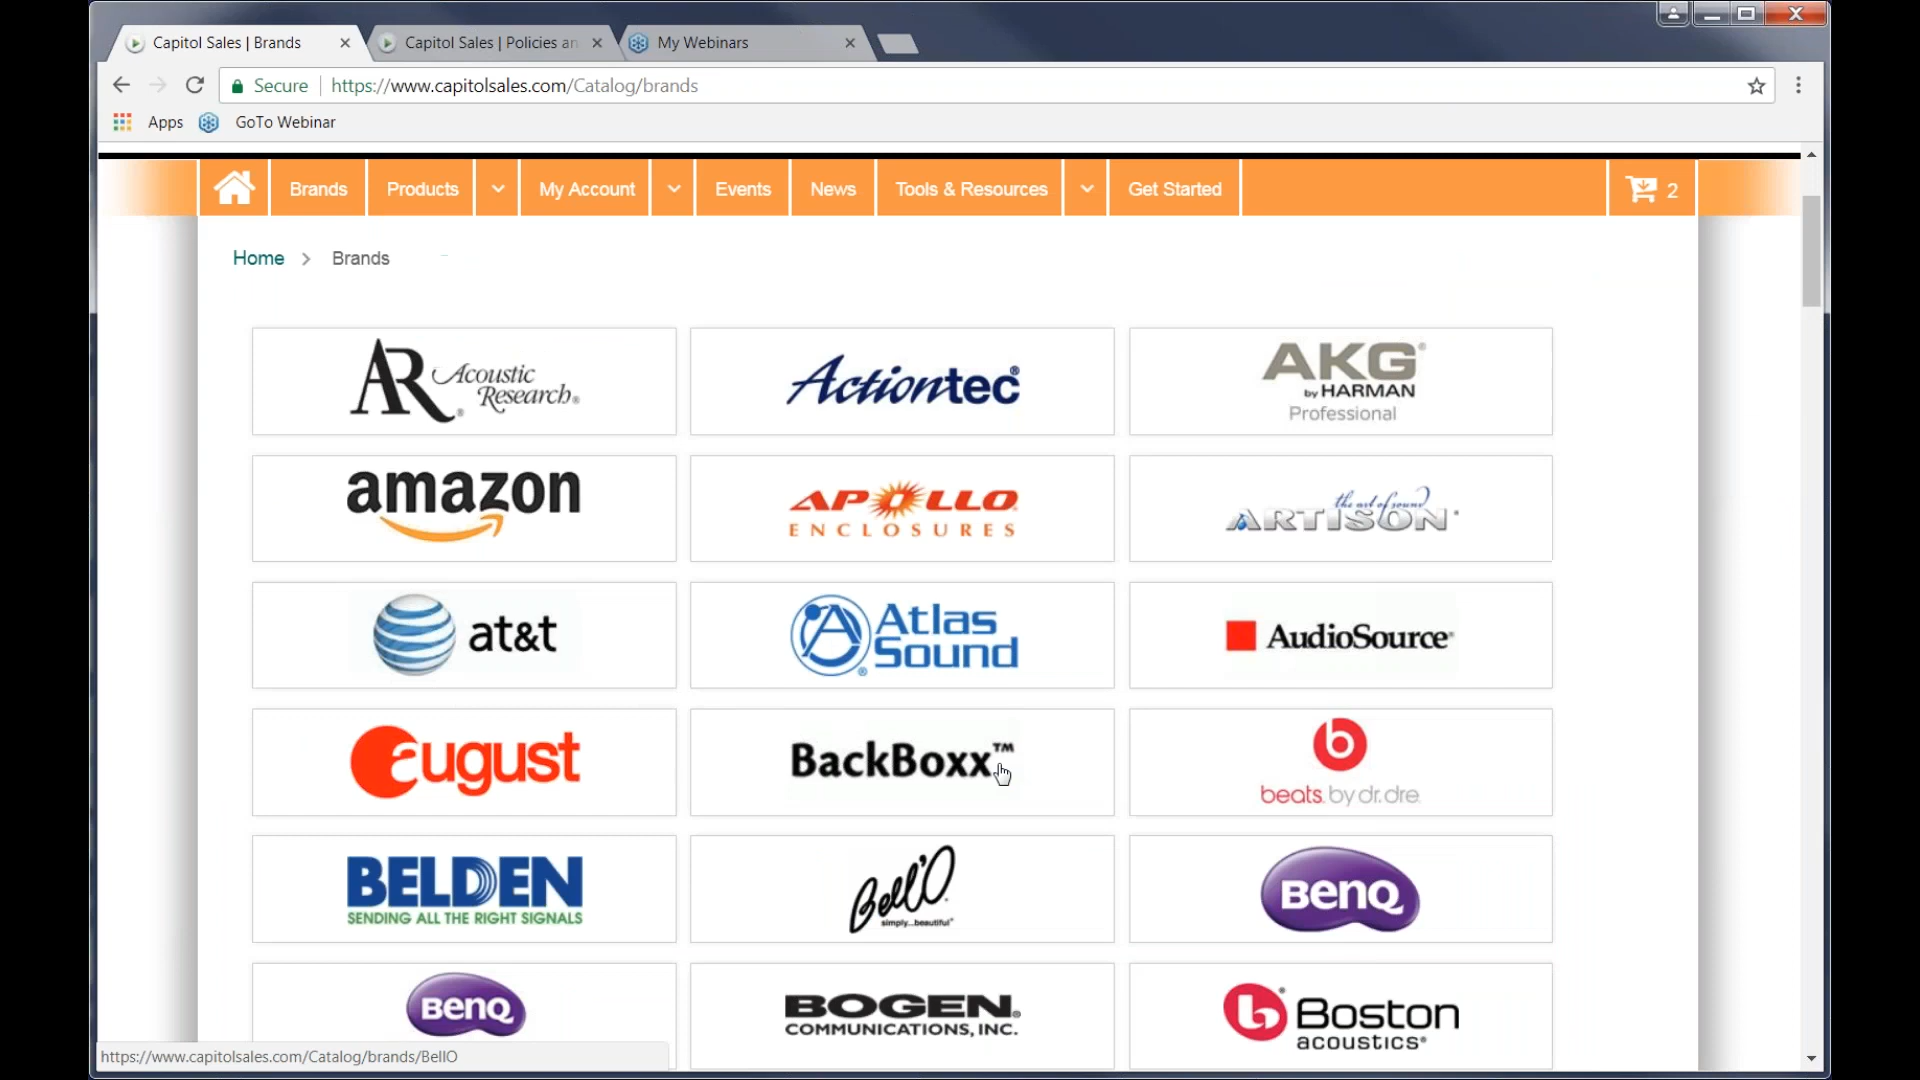 Capitol Sales | Brands
Capitol Sales | Policies an
My Webinars
Secure
https://www.capitolsales.com/Catalog/brands
Apps
GoTo Webinar
Brands
Products
My Account
Events
News
Tools & Resources
Get Started
2
Home
Brands
AR Acoustic Research®
Actiontec®
AKG®
by HARMAN
Professional
amazon
APOLLO
ENCLOSURES
the art of sound
ARTISON
at&t
Atlas
Sound®
AudioSource®
august
BackBoxx™
b
beats by dr. dre
BELDEN
SENDING ALL THE RIGHT SIGNALS
Bell'O
simply...beautiful®
BenQ
BenQ
BOGEN®
COMMUNICATIONS, INC.
b® Boston
acoustics®
https://www.capitolsales.com/Catalog/brands/BellO